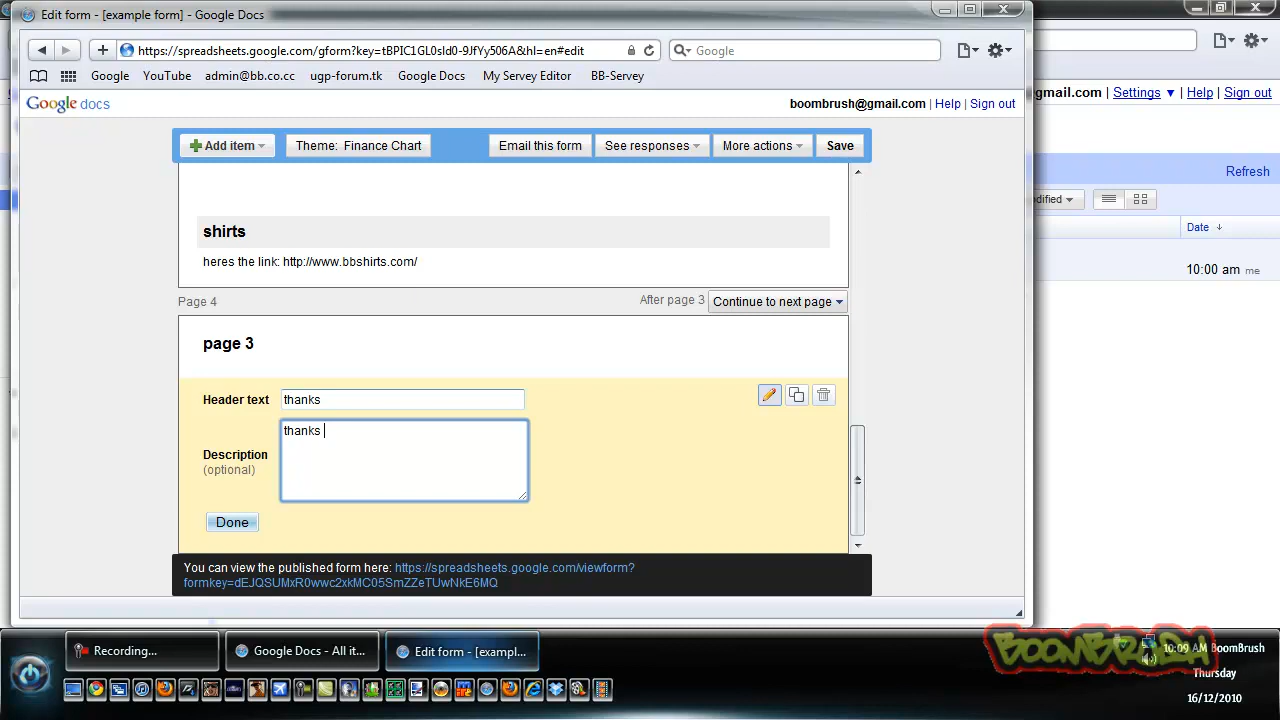 Edit form - [example form] - Google Docs
https://spreadsheets.google.com/gform?key=tBPIC1GL0sld0-9JfYy506A&hl=en#edit
Google
Google YouTube admin@bb.co.cc ugp-forum.tk Google Docs My Servey Editor BB-Servey
Google docs
boombrush@gmail.com | Help | Sign out
gmail.com | Settings ▼ | Help | Sign out
Add item
Theme: Finance Chart
Email this form
See responses
More actions
Save
Refresh
dified
Date ↓
10:00 am me
shirts
heres the link: http://www.bbshirts.com/
Page 4
After page 3 Continue to next page
page 3
Header text thanks
thanks
Description
(optional)
Done
You can view the published form here: https://spreadsheets.google.com/viewform?
formkey=dEJQSUMxR0wwc2xkMC05SmZZeTUwNkE6MQ
Recording...
Google Docs - All it...
Edit form - [exampl...
BOOMBRUSH
10:09 AM BoomBrush
Thursday
16/12/2010